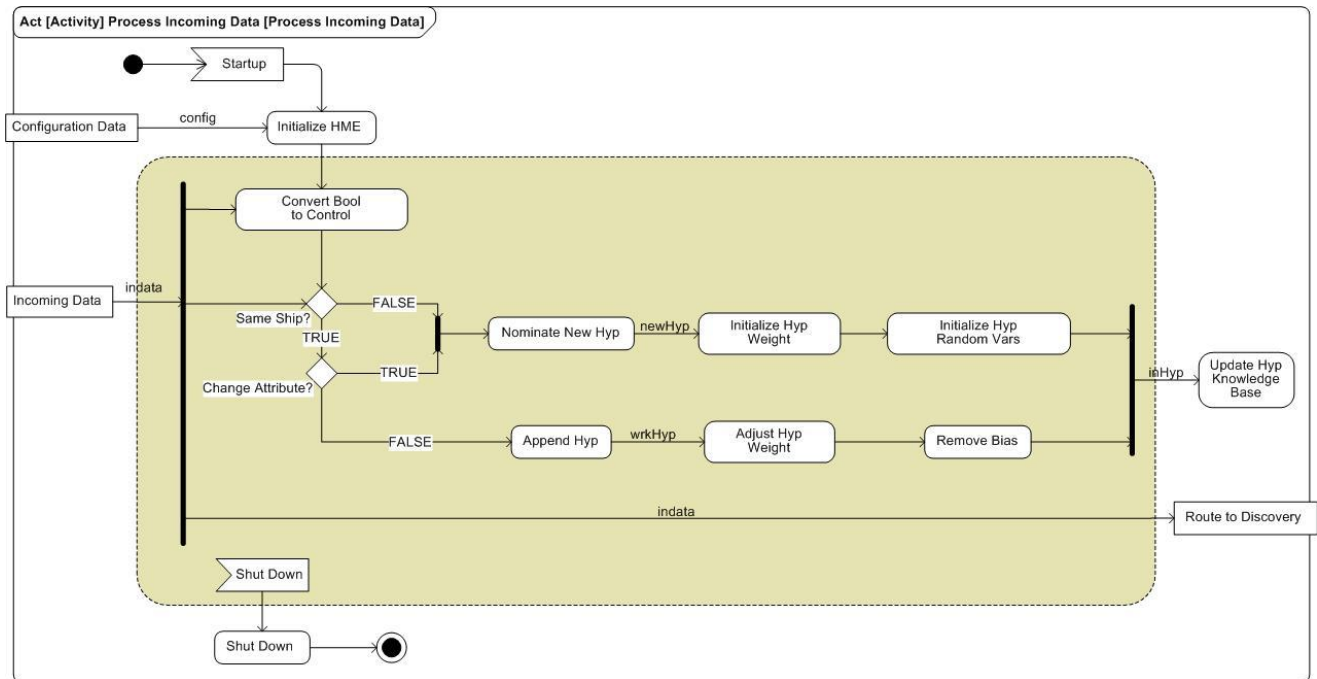 Act [Activity] Process Incoming Data [Process Incoming Data]
Startup
Configuration Data
config
Initialize HME
Convert Bool
to Control
Incoming Data
indata
Same Ship?
FALSE
TRUE
Change Attribute?
TRUE
FALSE
Nominate New Hyp
newHyp
Initialize Hyp
Weight
Initialize Hyp
Random Vars
Append Hyp
wrkHyp
Adjust Hyp
Weight
Remove Bias
inHyp
Update Hyp
Knowledge
Base
indata
Route to Discovery
Shut Down
Shut Down